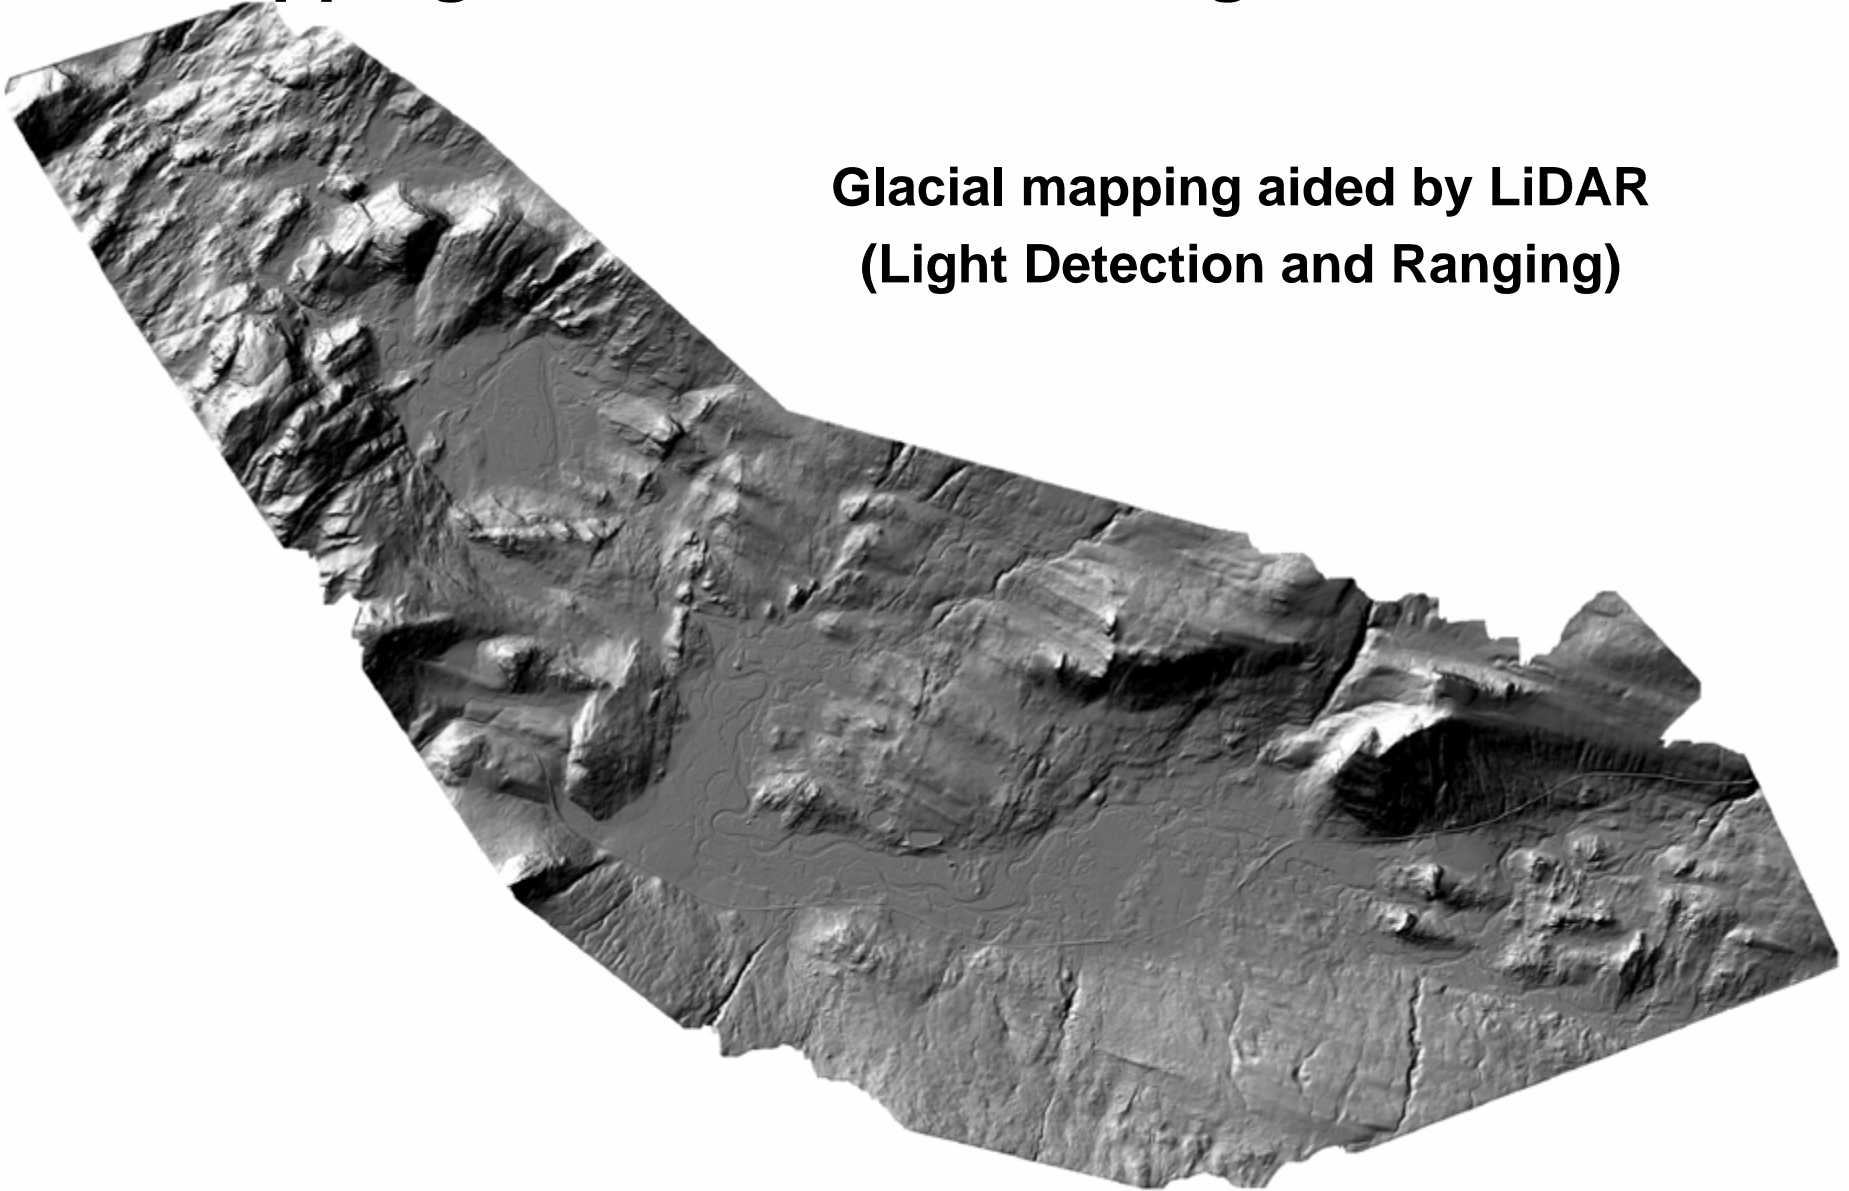 Glacial mapping aided by LiDAR
(Light Detection and Ranging)